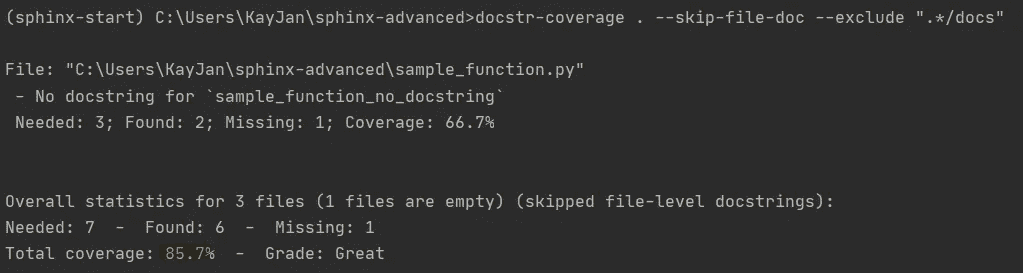 (sphinx-start) C:\Users\KayJan\sphinx-advanced>docstr-coverage . --skip-file-doc --exclude ".*/docs"
File: "C:\Users\KayJan\sphinx-advanced\sample_function.py"
- No docstring for `sample_function_no_docstring`
Needed: 3; Found: 2; Missing: 1; Coverage: 66.7%
Overall statistics for 3 files (1 files are empty) (skipped file-level docstrings):
Needed: 7  -  Found: 6  -  Missing: 1
Total coverage: 85.7%  -  Grade: Great